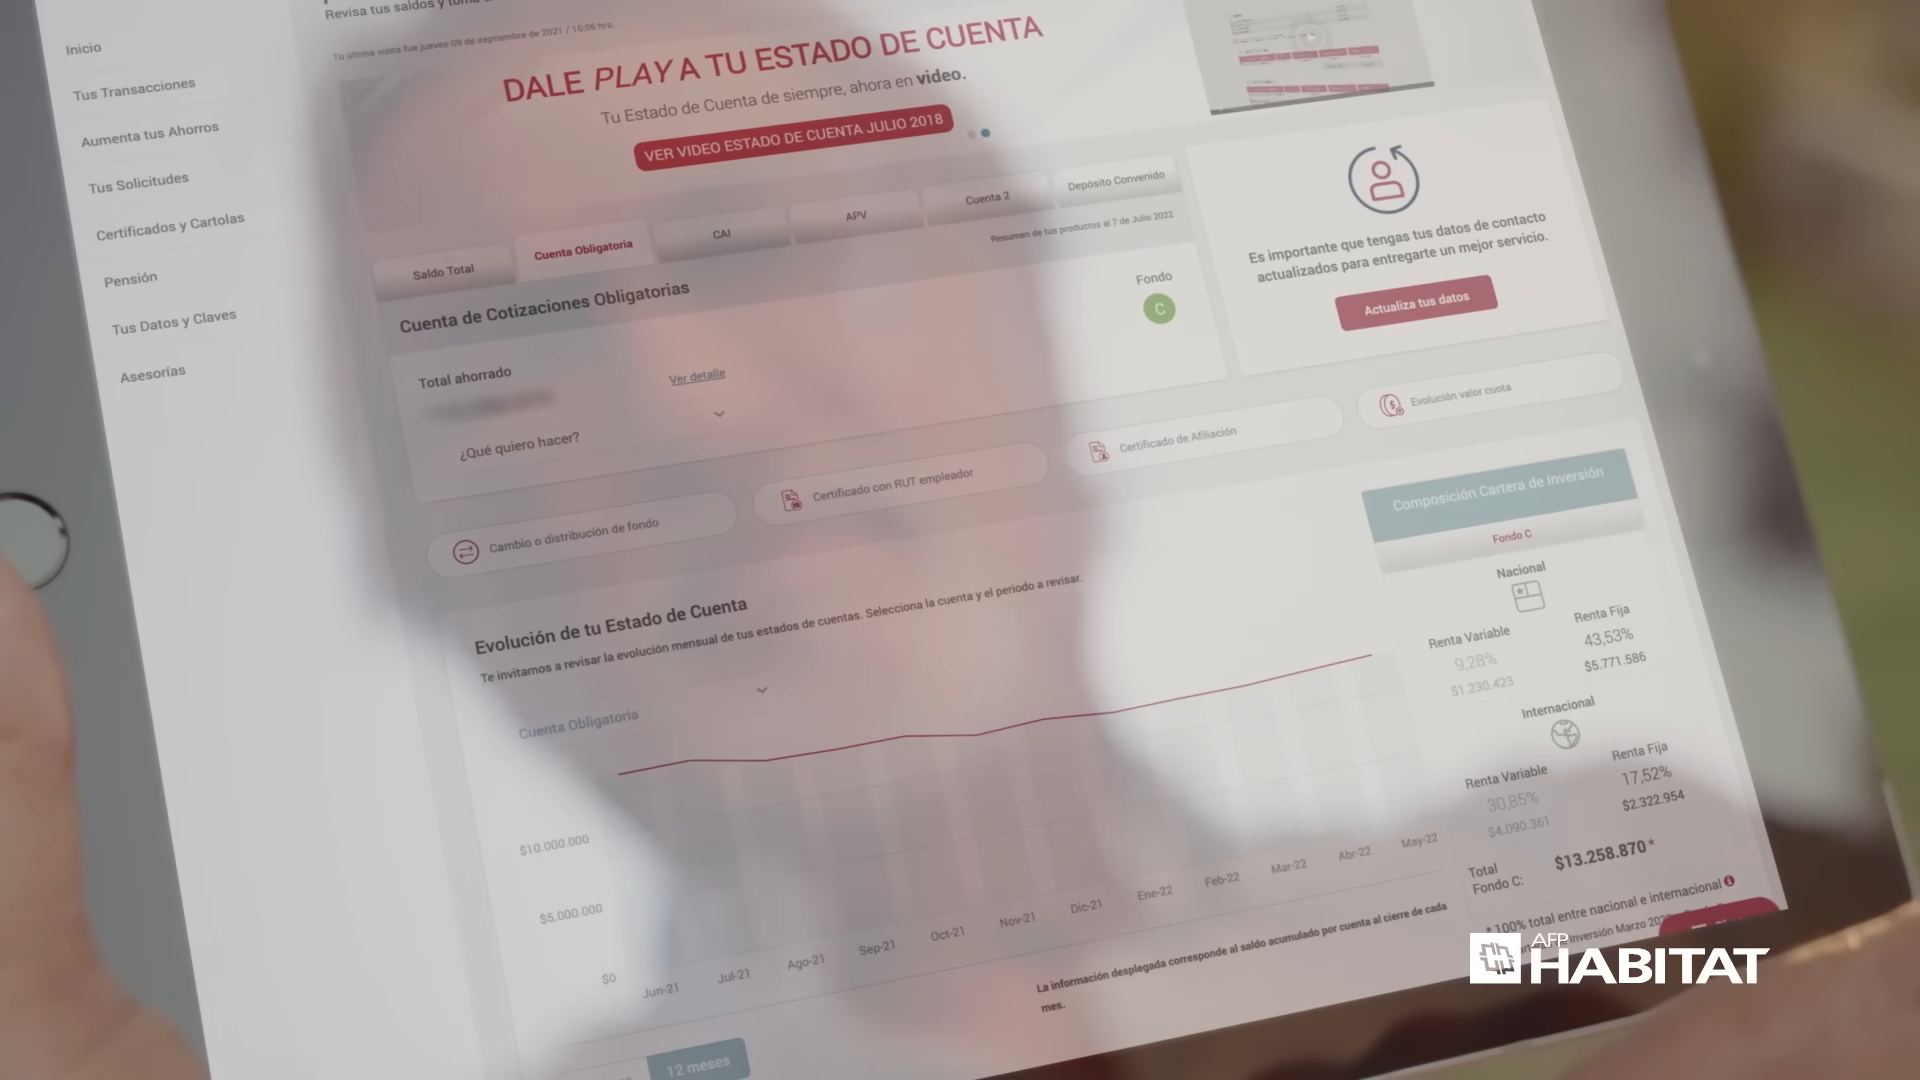 Revisa tus saldos y
Tu última visita fue jueves 09 de septiembre de 2021 / 16:06 hrs.
Inicio
Tus Transacciones
Aumenta tus Ahorros
Tus Solicitudes
Certificados y Cartolas
Pensión
Tus Datos y Claves
Asesorías
DALE PLAY A TU ESTADO DE CUENTA
Tu Estado de Cuenta de siempre, ahora en video.
VER VIDEO ESTADO DE CUENTA JULIO 2018
Saldo Total
Cuenta Obligatoria
CAI
APV
Cuenta 2
Depósito Convenido
Resumen de tus productos al 7 de Julio 2022
Cuenta de Cotizaciones Obligatorias
Fondo
C
Total ahorrado
Ver detalle
¿Qué quiero hacer?
Es importante que tengas tus datos de contacto
actualizados para entregarte un mejor servicio.
Actualiza tus datos
Cambio o distribución de fondo
Certificado con RUT empleador
Certificado de Afiliación
Evolución valor cuota
Evolución de tu Estado de Cuenta
Te invitamos a revisar la evolución mensual de tus estados de cuentas. Selecciona la cuenta y el periodo a revisar.
Cuenta Obligatoria
$10.000.000
$5.000.000
$0
Jun-21
Jul-21
Ago-21
Sep-21
Oct-21
Nov-21
Dic-21
Ene-22
Feb-22
Mar-22
Abr-22
May-22
La información desplegada corresponde al saldo acumulado por cuenta al cierre de cada
mes.
12 meses
Composición Cartera de Inversión
Fondo C
Nacional
Renta Variable
9,28%
$1.230.423
Renta Fija
43,53%
$5.771.586
Internacional
Renta Variable
30,85%
$4.090.361
Renta Fija
17,52%
$2.322.954
Total
Fondo C:
$13.258.870*
* 100% total entre nacional e internacional
Inversión Marzo
AFP
HABITAT